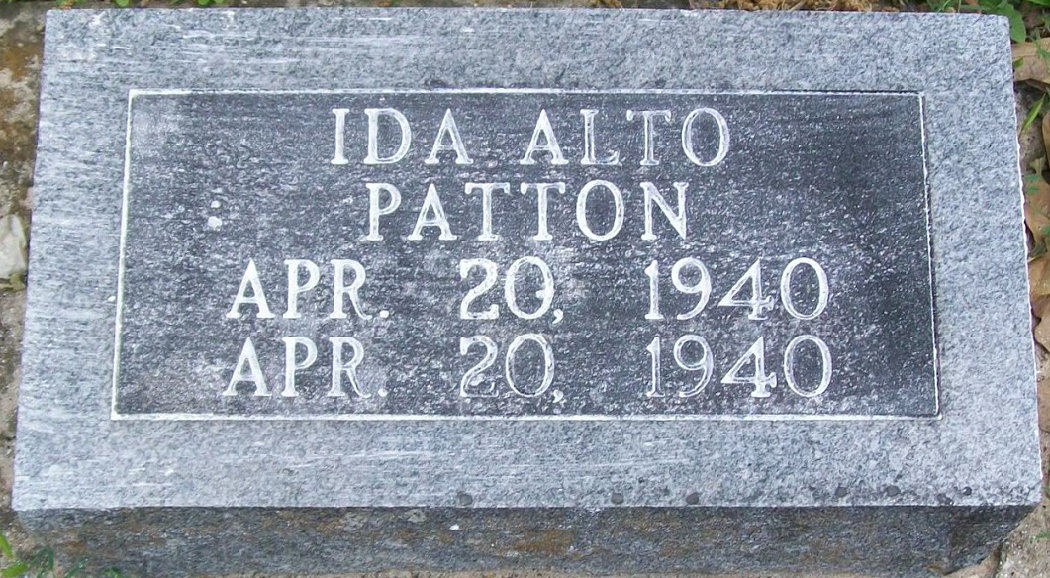 IDA ALTO
PATTON
APR. 20, 1940
APR. 20, 1940